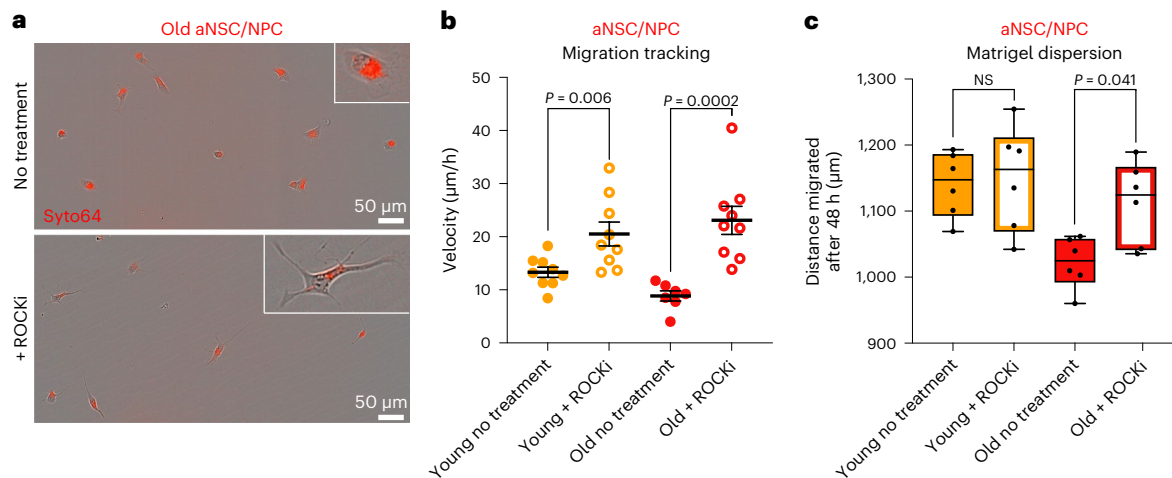 a
Old aNSC/NPC
No treatment
Syto64
50 µm
+ ROCKi
50 µm
b
aNSC/NPC
Migration tracking
Velocity (µm/h)
50
40
30
20
10
0
P = 0.006
P = 0.0002
Young no treatment
Young + ROCKi
Old no treatment
Old + ROCKi
c
aNSC/NPC
Matrigel dispersion
Distance migrated
after 48 h (µm)
1,300
1,200
1,100
1,000
900
NS
P = 0.041
Young no treatment
Young + ROCKi
Old no treatment
Old + ROCKi